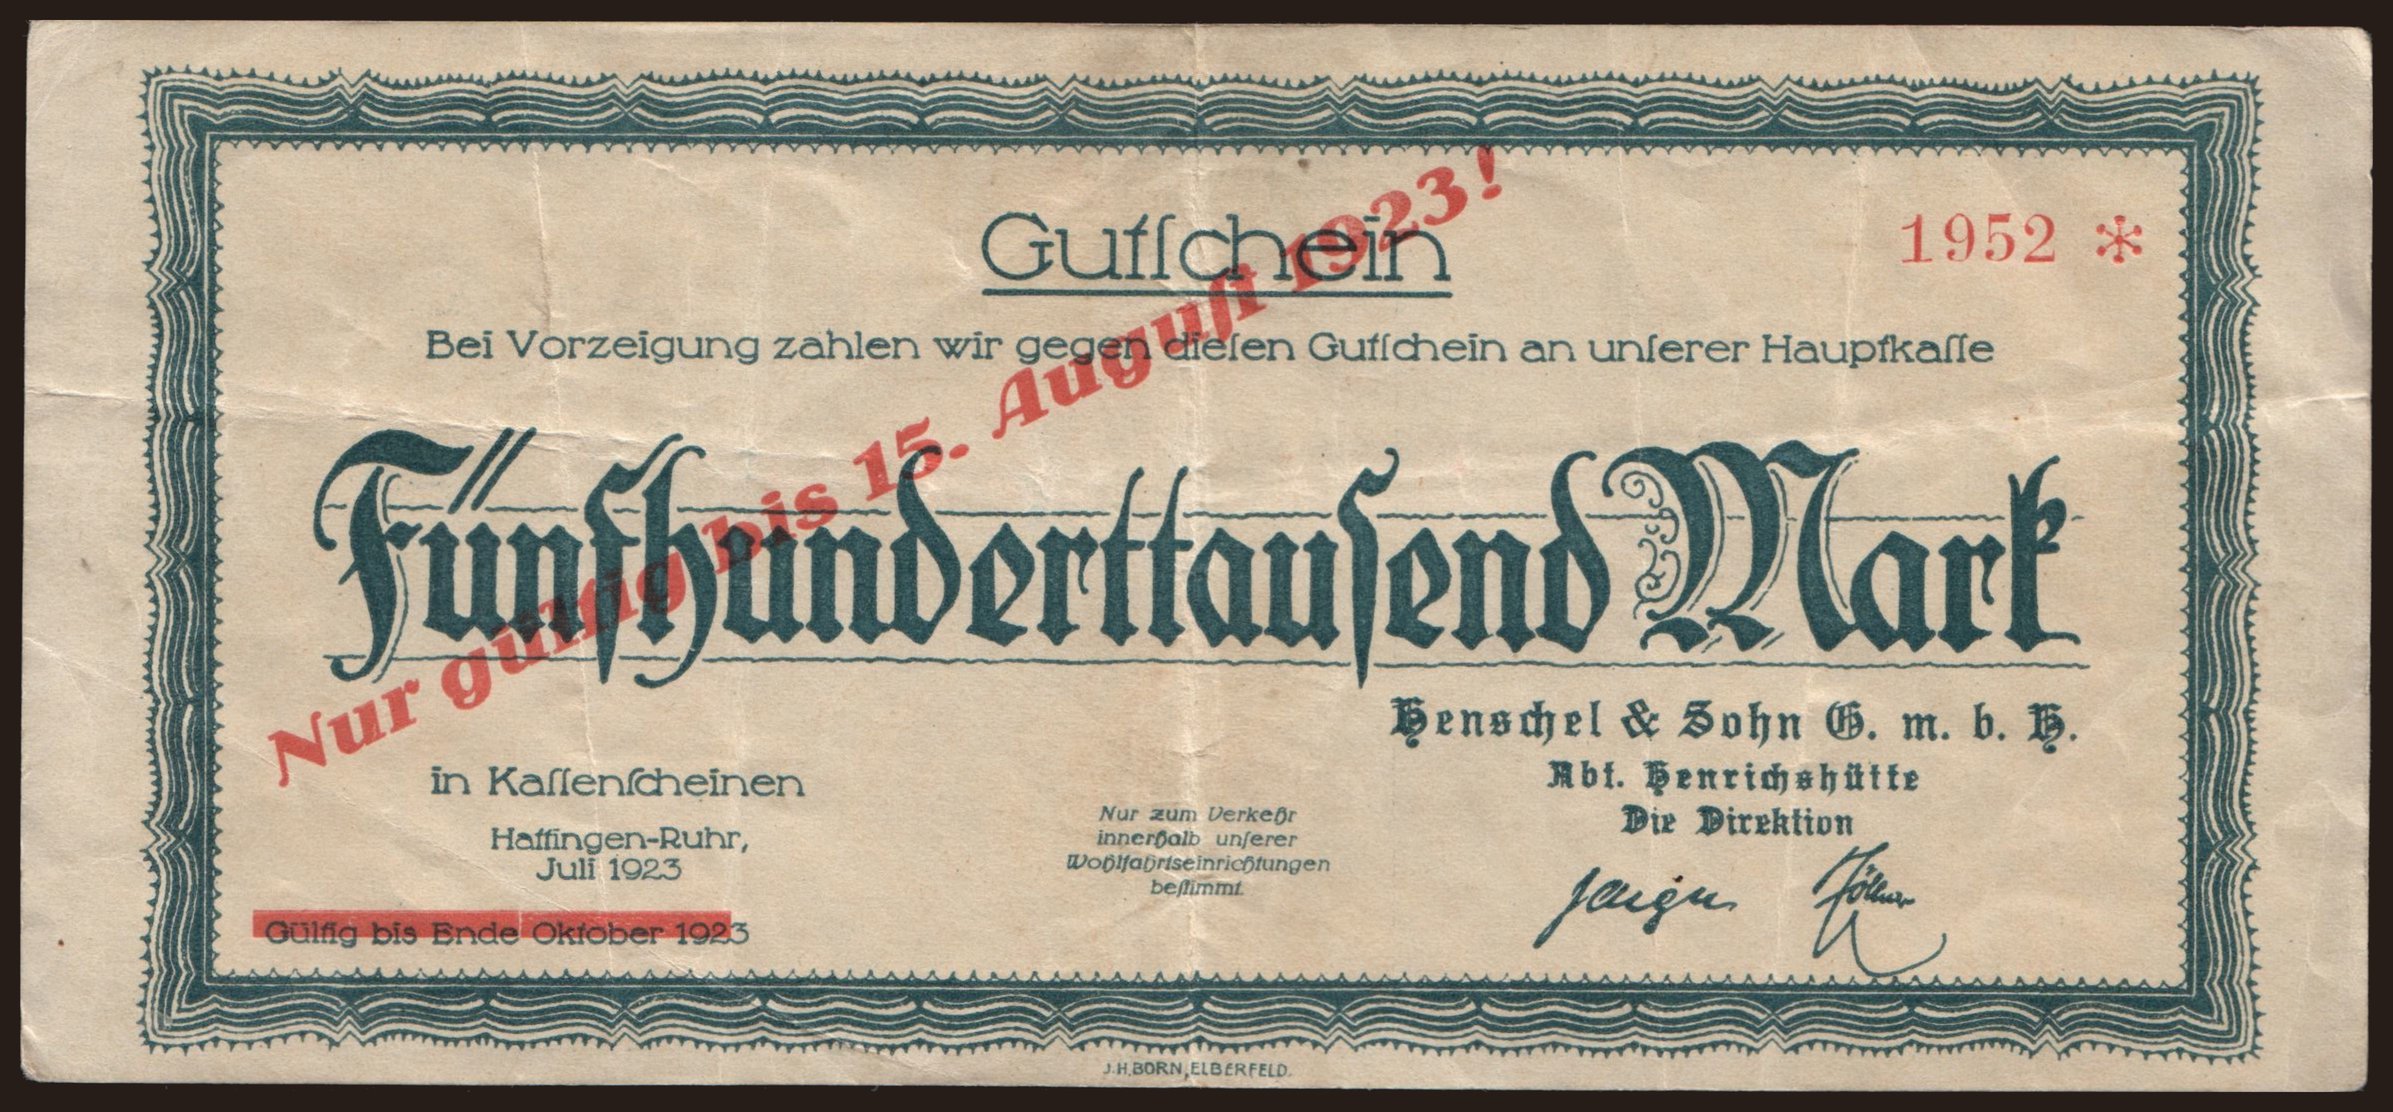 Gutſchein
1952 *
Bei Vorzeigung zahlen wir gegen dieſen Gutſchein an unſerer Hauptkaſſe
Fünfhunderttauſend Mark
Nur gültig bis 15. Auguſt 1923!
Henschel & Sohn G. m. b. H.
Abt. Henrichshütte
Die Direktion
in Kaſſenſcheinen
Hattingen-Ruhr,
Juli 1923
Gültig bis Ende Oktober 1923
Nur zum Verkehr
innerhalb unſerer
Wohlfahrtseinrichtungen
beſtimmt.
J.H.BORN, ELBERFELD.